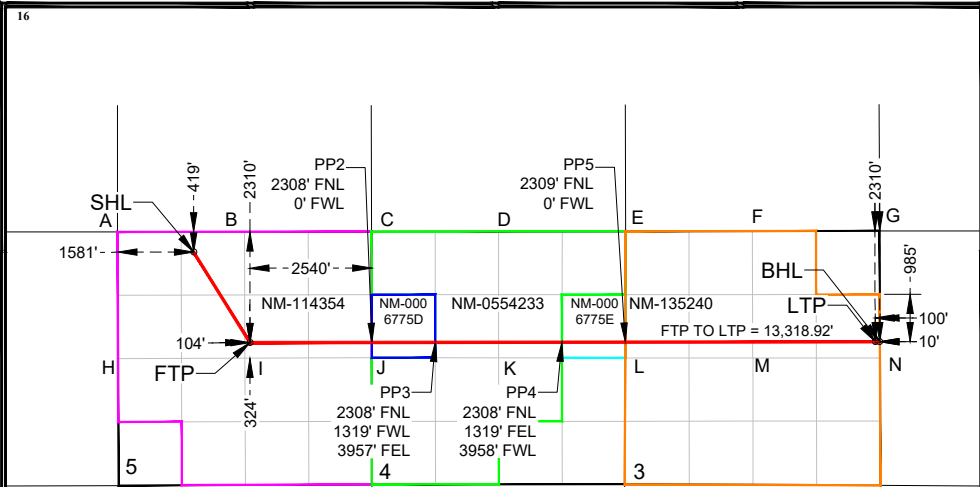 16
419'
2310'
PP2
2308' FNL
0' FWL
PP5
2309' FNL
0' FWL
2310'
SHL
A
B
C
D
E
F
G
1581'
2540'
BHL
985'
NM-114354
NM-000
6775D
NM-0554233
NM-000
6775E
NM-135240
LTP
100'
FTP TO LTP = 13,318.92'
104'
10'
H
FTP
I
J
K
L
M
N
324'
PP3
2308' FNL
1319' FWL
3957' FEL
PP4
2308' FNL
1319' FEL
3958' FWL
5
4
3